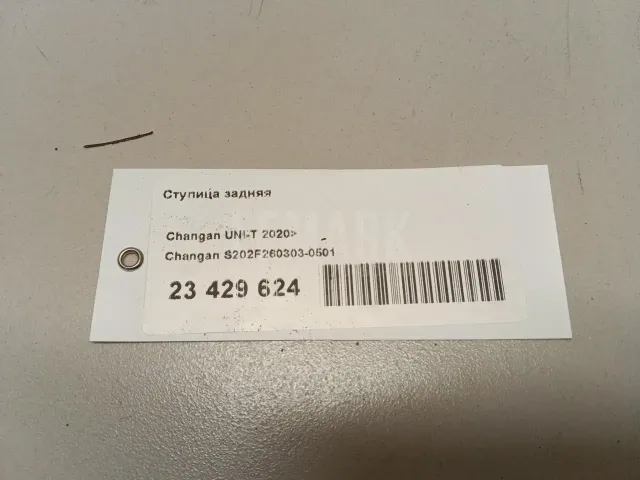 Ступица задняя
Changan UNI-T 2020>
Changan S202F260303-0501
23 429 624